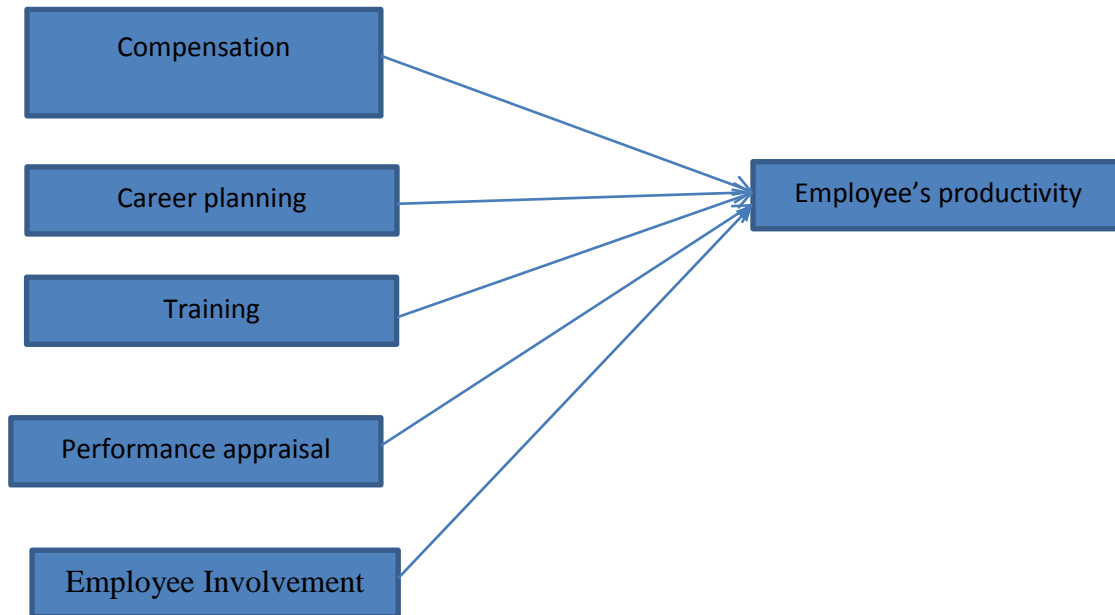 Compensation
Career planning
Employee’s productivity
Training
Performance appraisal
Employee Involvement